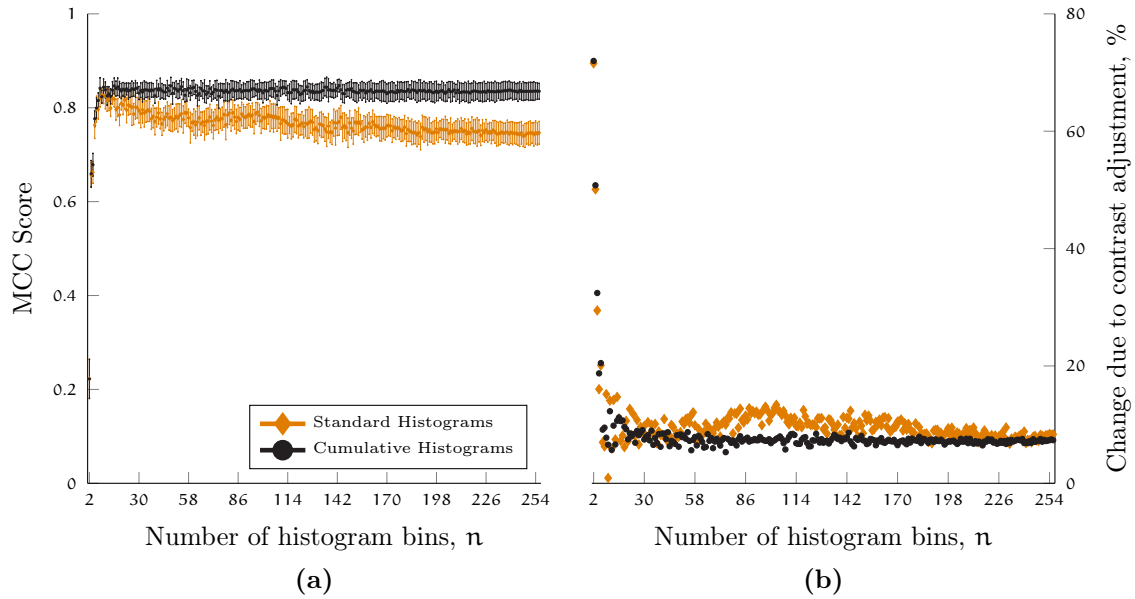 1
0.8
0.6
0.4
0.2
0
MCC Score
2 30 58 86 114 142 170 198 226 254
Number of histogram bins, n
Standard Histograms
Cumulative Histograms
(a)
80
60
40
20
0
Change due to contrast adjustment, %
2 30 58 86 114 142 170 198 226 254
Number of histogram bins, n
(b)